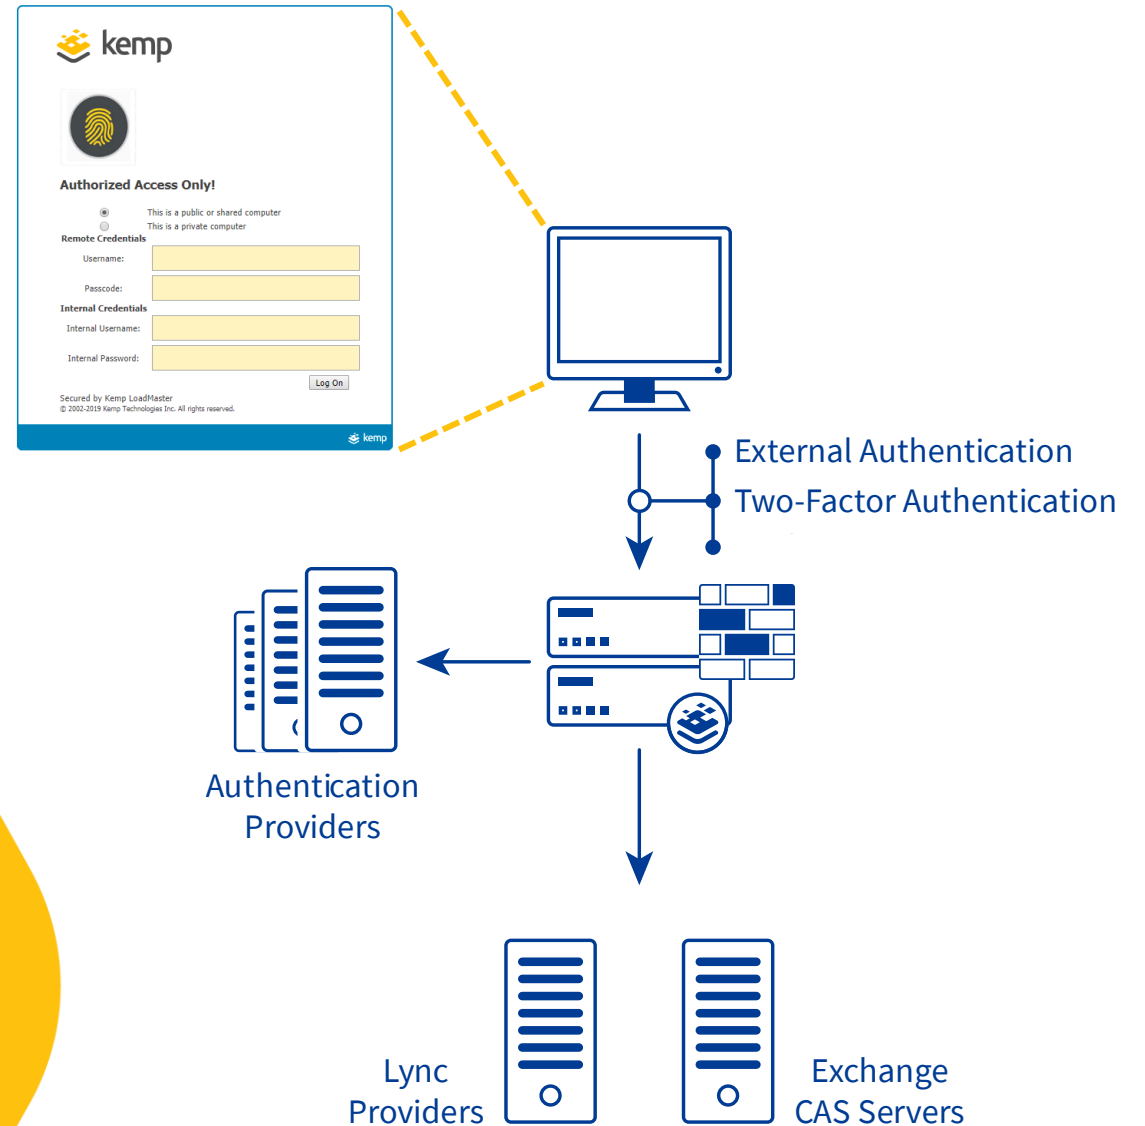 kemp
Authorized Access Only!
This is a public or shared computer
This is a private computer
Remote Credentials
Username:
Passcode:
Internal Credentials
Internal Username:
Internal Password:
Log On
Secured by Kemp LoadMaster
© 2002-2019 Kemp Technologies Inc. All rights reserved.
kemp
External Authentication
Two-Factor Authentication
Authentication
Providers
Lync
Providers
Exchange
CAS Servers